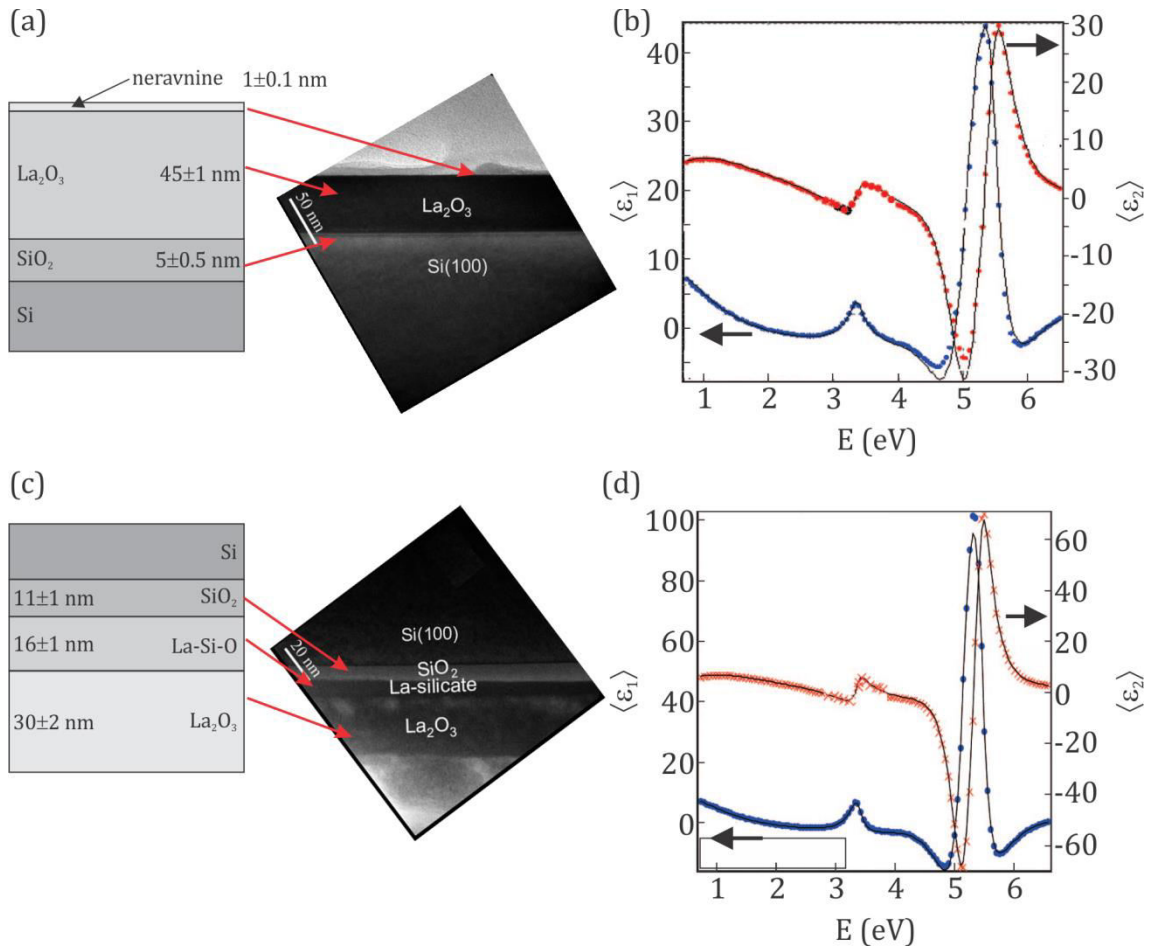 (a)
neravnine 1±0.1 nm
La₂O₃ 45±1 nm
SiO₂ 5±0.5 nm
Si
50 nm
La₂O₃
Si(100)
(b)
⟨ε₁⟩
40
30
20
10
0
30
20
10
0
-10
-20
-30
⟨ε₂⟩
1 2 3 4 5 6
E (eV)
(c)
Si
11±1 nm SiO₂
16±1 nm La-Si-O
30±2 nm La₂O₃
20 nm
Si(100)
SiO₂
La-silicate
La₂O₃
(d)
⟨ε₁⟩
100
80
60
40
20
0
60
40
20
0
-20
-40
-60
⟨ε₂⟩
1 2 3 4 5 6
E (eV)